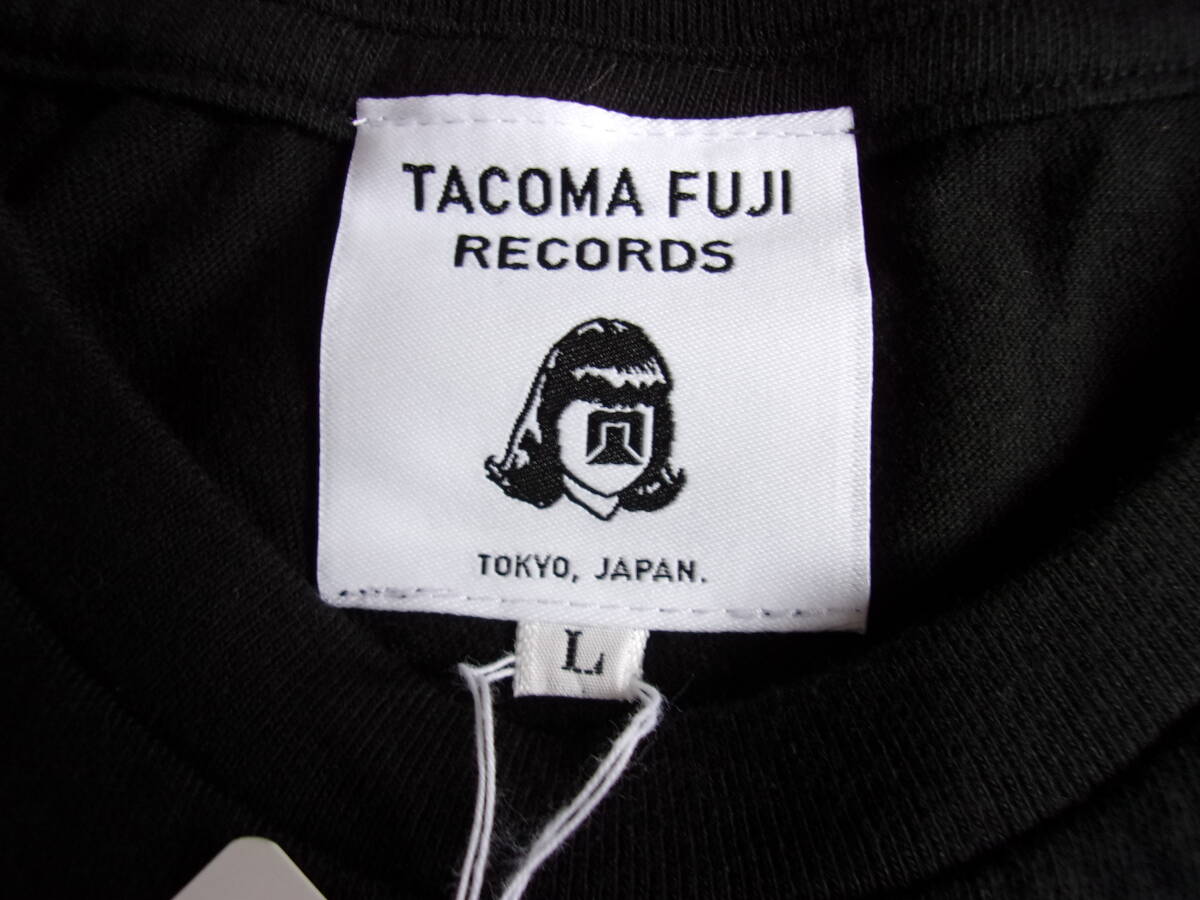 TACOMA FUJI
RECORDS
TOKYO, JAPAN.
L